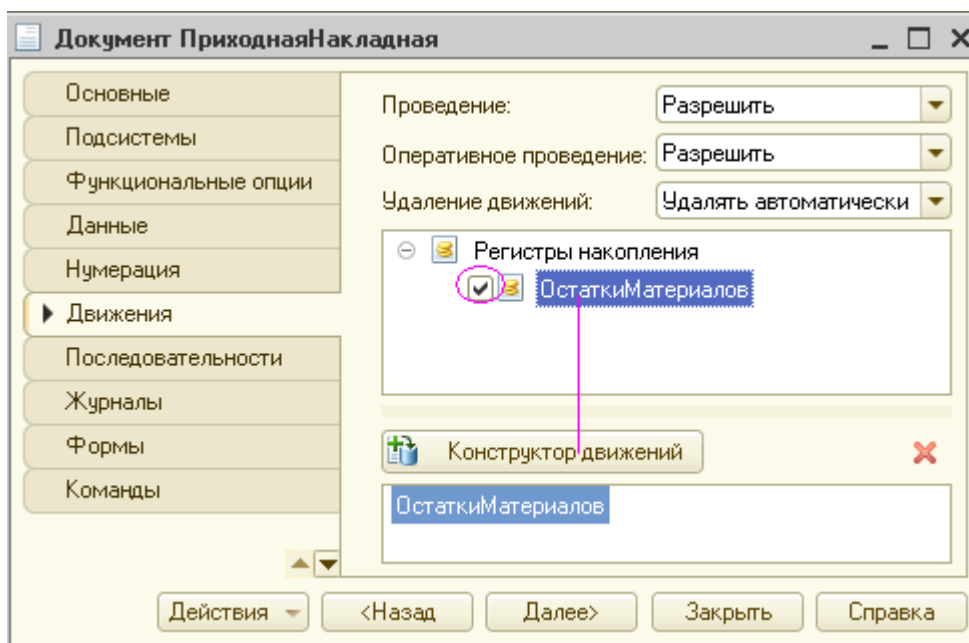 Документ ПриходнаяНакладная
Основные
Подсистемы
Функциональные опции
Данные
Нумерация
Движения
Последовательности
Журналы
Формы
Команды
Проведение: Разрешить
Оперативное проведение: Разрешить
Удаление движений: Удалять автоматически
Регистры накопления
ОстаткиМатериалов
Конструктор движений
ОстаткиМатериалов
Действия <Назад Далее> Закрыть Справка